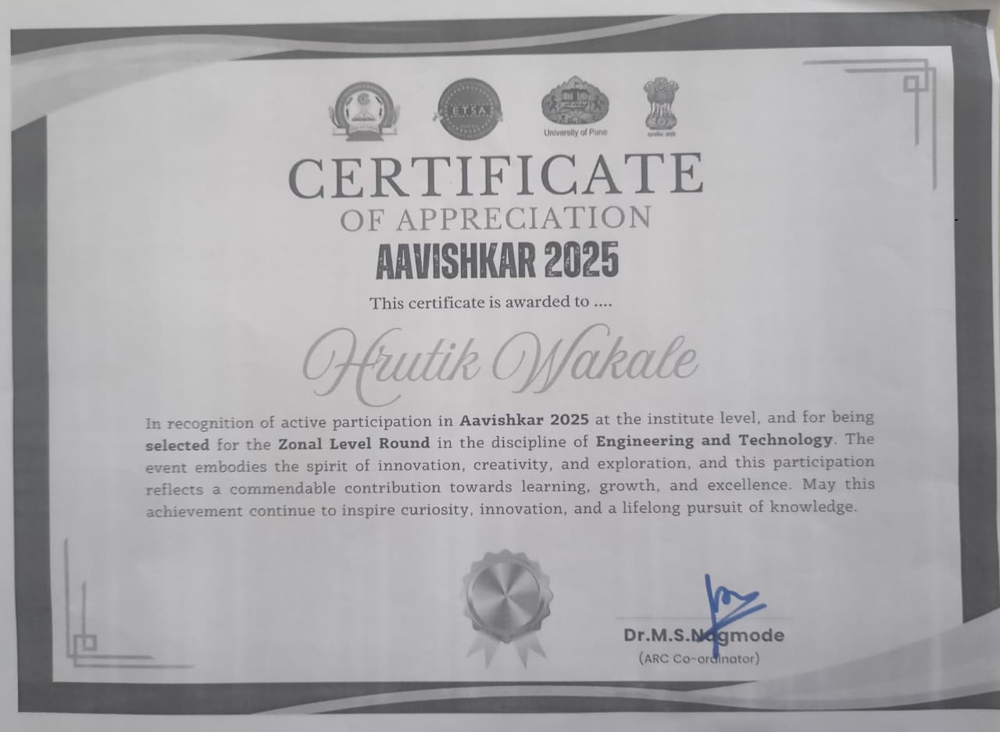 ETSA
University of Pune
सत्यमेव जयते
CERTIFICATE
OF APPRECIATION
AAVISHKAR 2025
This certificate is awarded to ....
Hrutik Wakale
In recognition of active participation in Aavishkar 2025 at the institute level, and for being
selected for the Zonal Level Round in the discipline of Engineering and Technology. The
event embodies the spirit of innovation, creativity, and exploration, and this participation
reflects a commendable contribution towards learning, growth, and excellence. May this
achievement continue to inspire curiosity, innovation, and a lifelong pursuit of knowledge.
Dr.M.S.Nagmode
(ARC Co-ordinator)